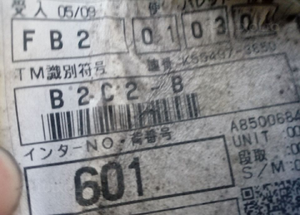 受入 05/09
FB2 0103
TM識別符号
B2C2-B
インターNO・背番号 A8500684
601 UNIT
段取
S/M